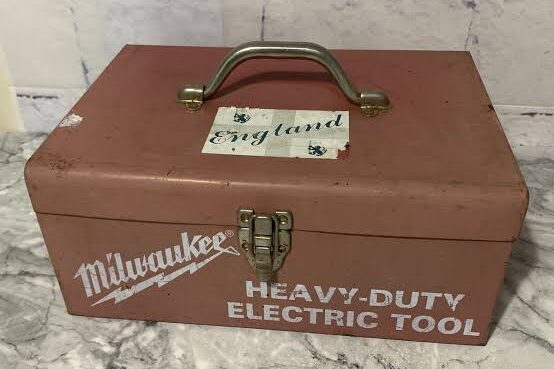 England
Milwaukee®
HEAVY-DUTY
ELECTRIC TOOL